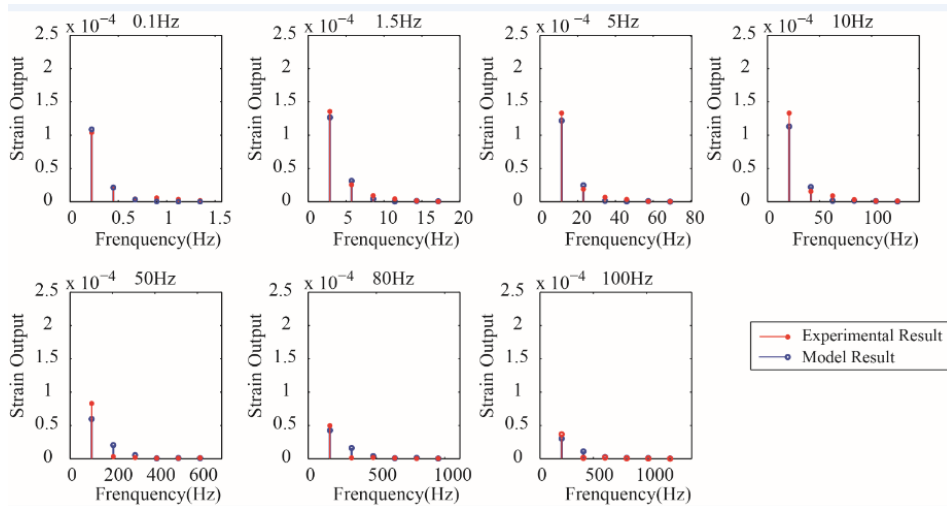 x 10⁻⁴ 0.1Hz
2.5
2
1.5
1
0.5
0
Strain Output
0 0.5 1 1.5
Frenquency(Hz)
x 10⁻⁴ 1.5Hz
2.5
2
1.5
1
0.5
0
Strain Output
0 5 10 15 20
Frenquency(Hz)
x 10⁻⁴ 5Hz
2.5
2
1.5
1
0.5
0
Strain Output
0 20 40 60 80
Frenquency(Hz)
x 10⁻⁴ 10Hz
2.5
2
1.5
1
0.5
0
Strain Output
0 50 100
Frenquency(Hz)
x 10⁻⁴ 50Hz
2.5
2
1.5
1
0.5
0
Strain Output
0 200 400 600
Frenquency(Hz)
x 10⁻⁴ 80Hz
2.5
2
1.5
1
0.5
0
Strain Output
0 500 1000
Frenquency(Hz)
x 10⁻⁴ 100Hz
2.5
2
1.5
1
0.5
0
Strain Output
0 500 1000
Frenquency(Hz)
Experimental Result
Model Result